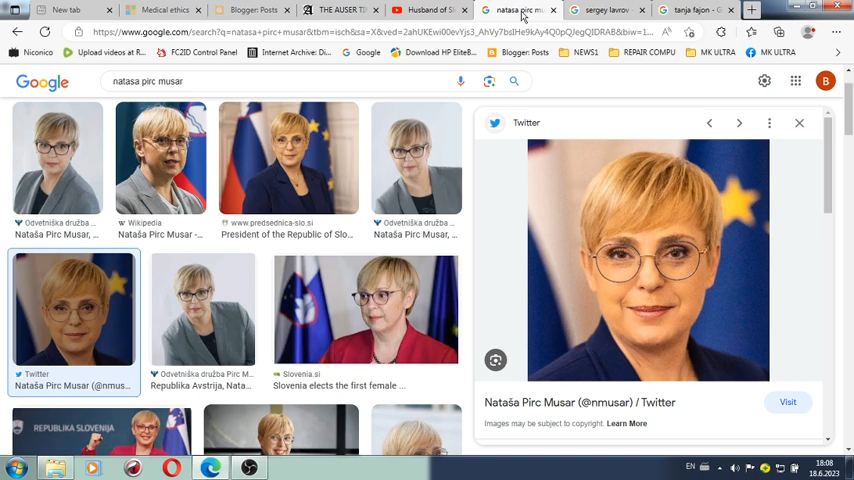 New tab
Medical ethics
Blogger: Posts
THE AUSER TI
Husband of Sl
natasa pirc mu
sergey lavrov
tanja fajon - G
https://www.google.com/search?q=natasa+pirc+musar&tbm=isch&sa=X&ved=2ahUKEwi00evYjs3_AhVy7bsIHe9kAy4Q0pQJegQIDRAB&biw=1...
Niconico
Upload videos at R...
FC2ID Control Panel
Internet Archive: Di...
Google
Download HP EliteB...
Blogger: Posts
NEWS1
REPAIR COMPU
MK ULTRA
MK ULTRA
Google
natasa pirc musar
B
Twitter
Odvetniška družba ...
Wikipedia
www.predsednica-slo.si
Odvetniška družba ...
Nataša Pirc Musar, ...
Nataša Pirc Musar -...
President of the Republic of Slo...
Nataša Pirc Musar, ...
Twitter
Odvetniška družba Pirc M...
Slovenia.si
Nataša Pirc Musar (@nmus...
Republika Avstrija, Nata...
Slovenia elects the first female ...
REPUBLIKA SLOVENIJA
Nataša Pirc Musar (@nmusar) / Twitter
Visit
Images may be subject to copyright. Learn More
EN
18:08
18.6.2023